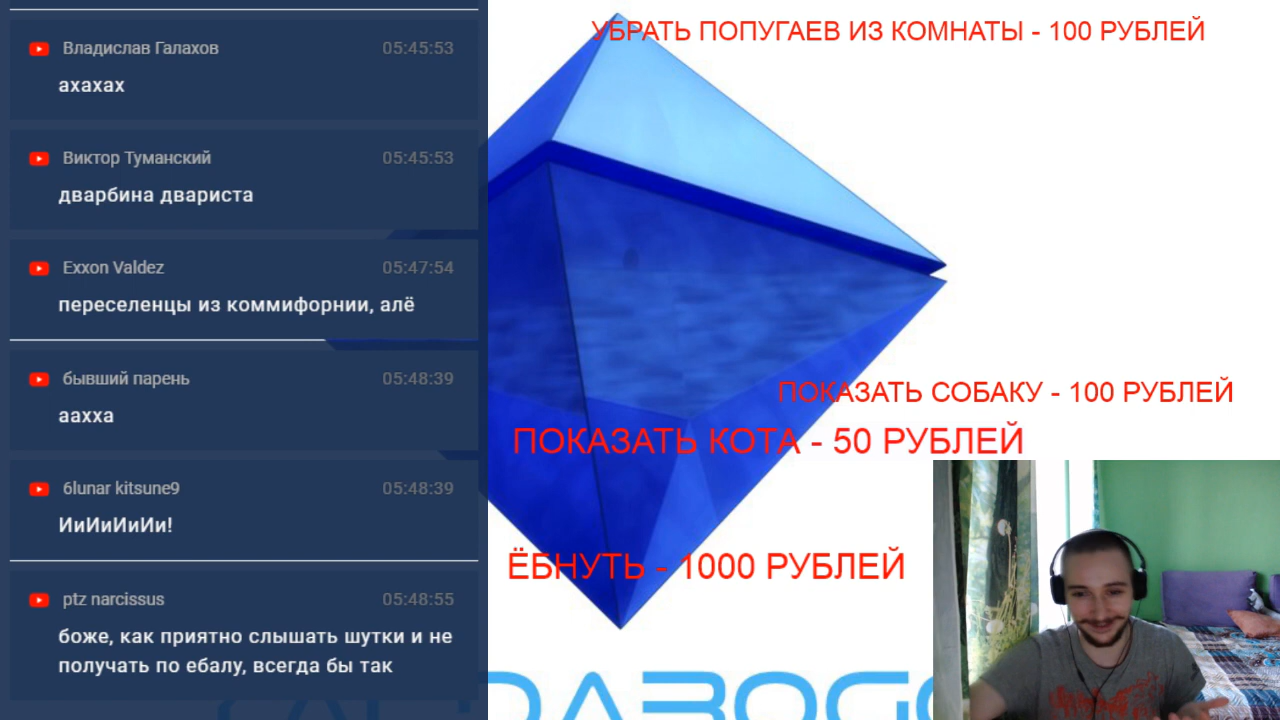 Владислав Галахов 05:45:53
ахахах
Виктор Туманский 05:45:53
дварбина двариста
Exxon Valdez 05:47:54
переселенцы из коммифорнии, алё
бывший парень 05:48:39
аахха
6lunar kitsune9 05:48:39
ИиИиИиИи!
ptz narcissus 05:48:55
боже, как приятно слышать шутки и не
получать по ебалу, всегда бы так
УБРАТЬ ПОПУГАЕВ ИЗ КОМНАТЫ - 100 РУБЛЕЙ
ПОКАЗАТЬ СОБАКУ - 100 РУБЛЕЙ
ПОКАЗАТЬ КОТА - 50 РУБЛЕЙ
ЁБНУТЬ - 1000 РУБЛЕЙ